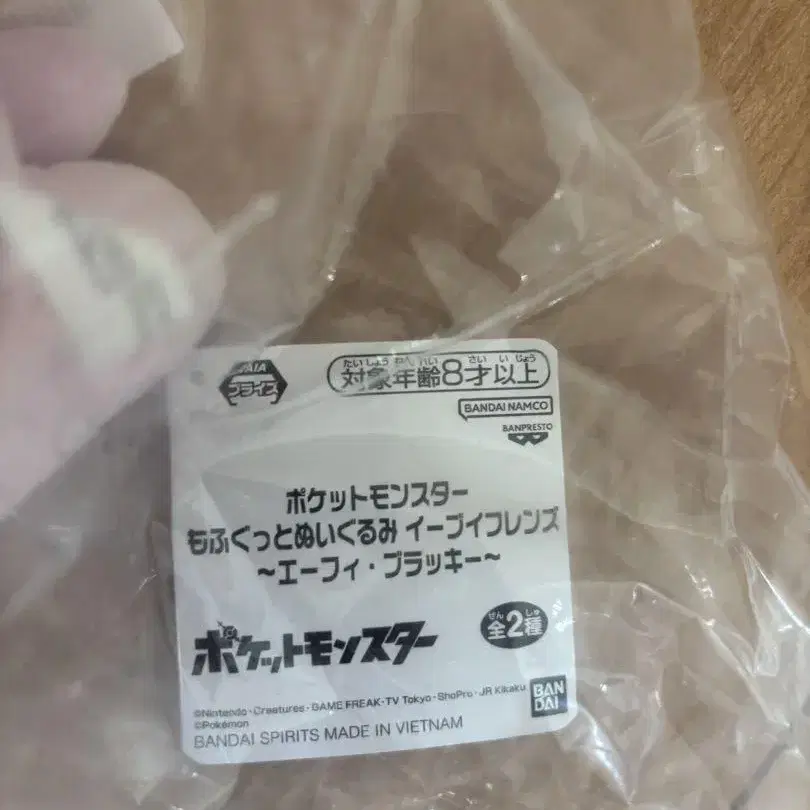 AIA
プライズ
たいしょうねんれい さいいじょう
対象年齢8才以上
BANDAI NAMCO
BANPRESTO
ポケットモンスター
もふぐっとぬいぐるみ イーブイフレンズ
～エーフィ・ブラッキー～
ポケットモンスター
ぜん しゅ
全2種
©Nintendo・Creatures・GAME FREAK・TV Tokyo・ShoPro・JR Kikaku
©Pokémon
BANDAI SPIRITS MADE IN VIETNAM
BAN
DAI